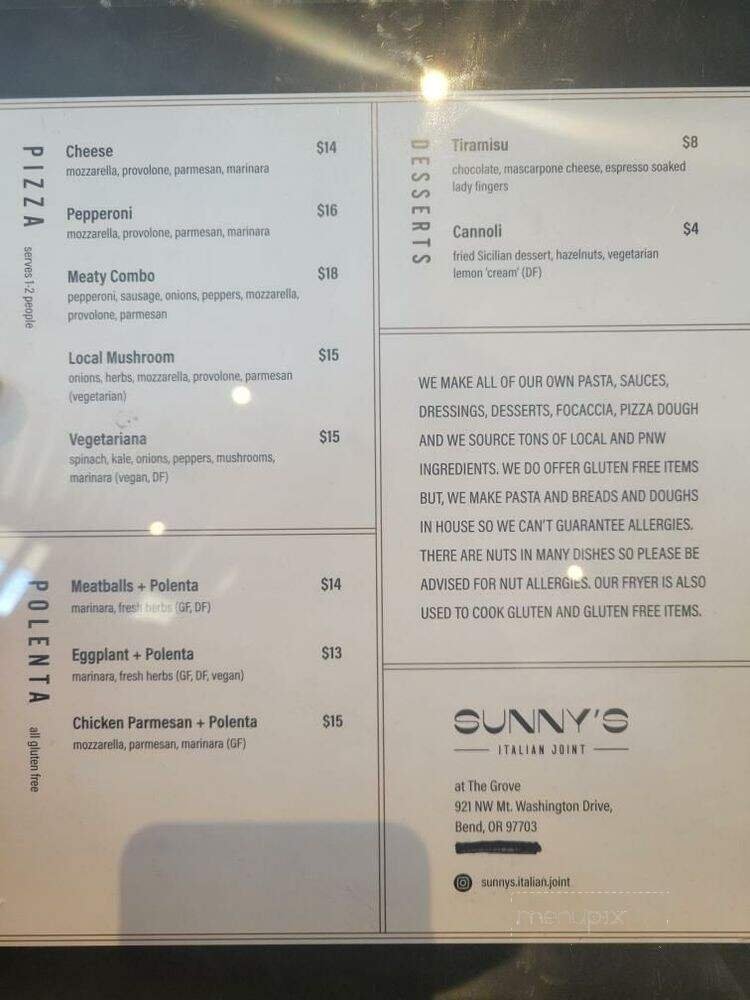 PIZZA
serves 1-2 people
Cheese $14
mozzarella, provolone, parmesan, marinara
Pepperoni $16
mozzarella, provolone, parmesan, marinara
Meaty Combo $18
pepperoni, sausage, onions, peppers, mozzarella,
provolone, parmesan
Local Mushroom $15
onions, herbs, mozzarella, provolone, parmesan
(vegetarian)
Vegetariana $15
spinach, kale, onions, peppers, mushrooms,
marinara (vegan, DF)
POLENTA
all gluten free
Meatballs + Polenta $14
marinara, fresh herbs (GF, DF)
Eggplant + Polenta $13
marinara, fresh herbs (GF, DF, vegan)
Chicken Parmesan + Polenta $15
mozzarella, parmesan, marinara (GF)
DESSERTS
Tiramisu $8
chocolate, mascarpone cheese, espresso soaked
lady fingers
Cannoli $4
fried Sicilian dessert, hazelnuts, vegetarian
lemon 'cream' (DF)
WE MAKE ALL OF OUR OWN PASTA, SAUCES,
DRESSINGS, DESSERTS, FOCACCIA, PIZZA DOUGH
AND WE SOURCE TONS OF LOCAL AND PNW
INGREDIENTS. WE DO OFFER GLUTEN FREE ITEMS
BUT, WE MAKE PASTA AND BREADS AND DOUGHS
IN HOUSE SO WE CAN'T GUARANTEE ALLERGIES.
THERE ARE NUTS IN MANY DISHES SO PLEASE BE
ADVISED FOR NUT ALLERGIES. OUR FRYER IS ALSO
USED TO COOK GLUTEN AND GLUTEN FREE ITEMS.
SUNNY'S
ITALIAN JOINT
at The Grove
921 NW Mt. Washington Drive,
Bend, OR 97703
sunnys.italian.joint
menupix